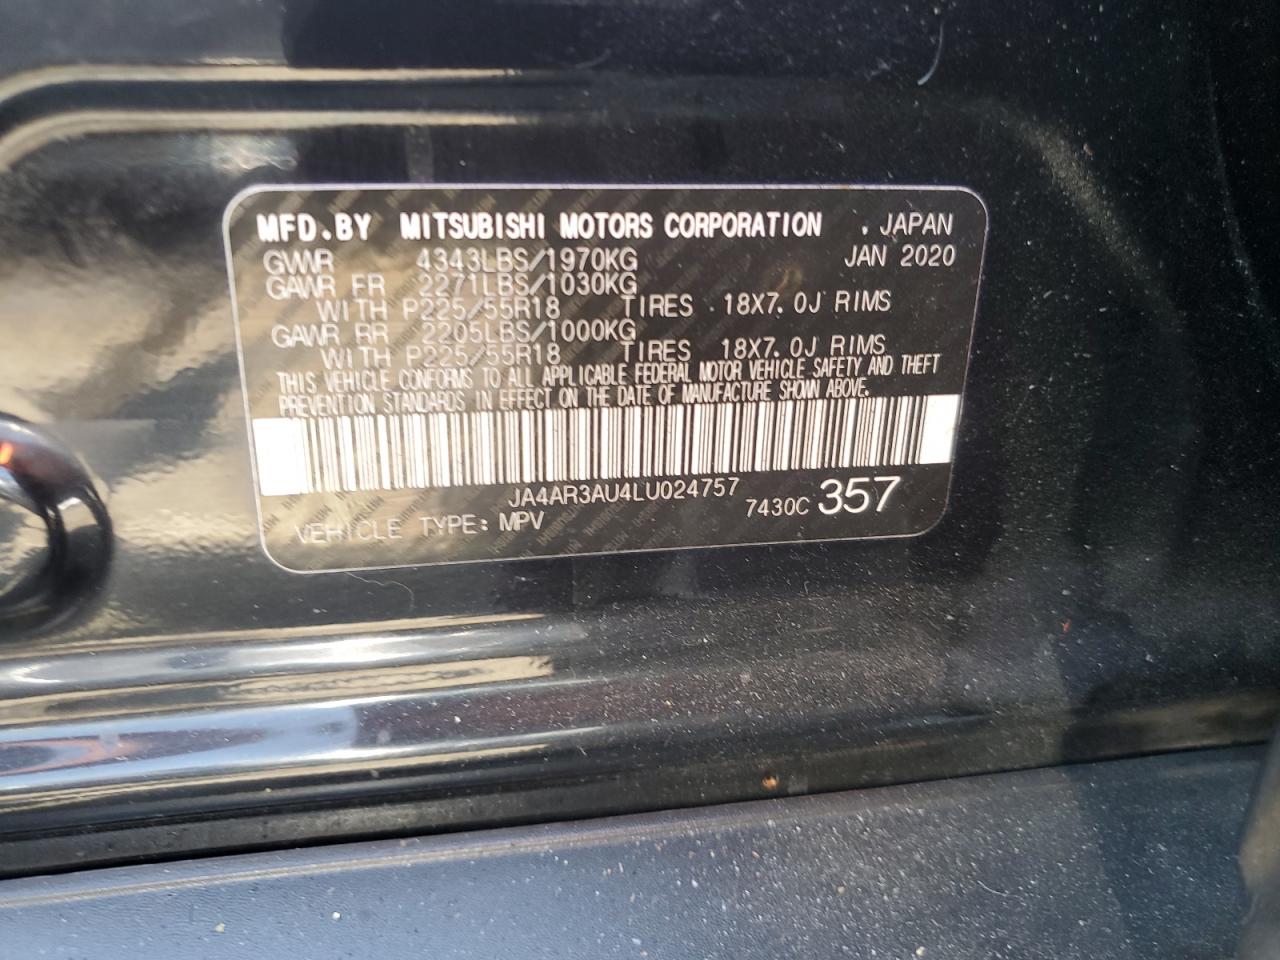 MFD.BY MITSUBISHI MOTORS CORPORATION . JAPAN
GVWR 4343LBS/1970KG JAN 2020
GAWR FR 2271LBS/1030KG
WITH P225/55R18 TIRES 18X7.0J RIMS
GAWR RR 2205LBS/1000KG
WITH P225/55R18 TIRES 18X7.0J RIMS
THIS VEHICLE CONFORMS TO ALL APPLICABLE FEDERAL MOTOR VEHICLE SAFETY AND THEFT
PREVENTION STANDARDS IN EFFECT ON THE DATE OF MANUFACTURE SHOWN ABOVE.
JA4AR3AU4LU024757
VEHICLE TYPE: MPV 7430C 357